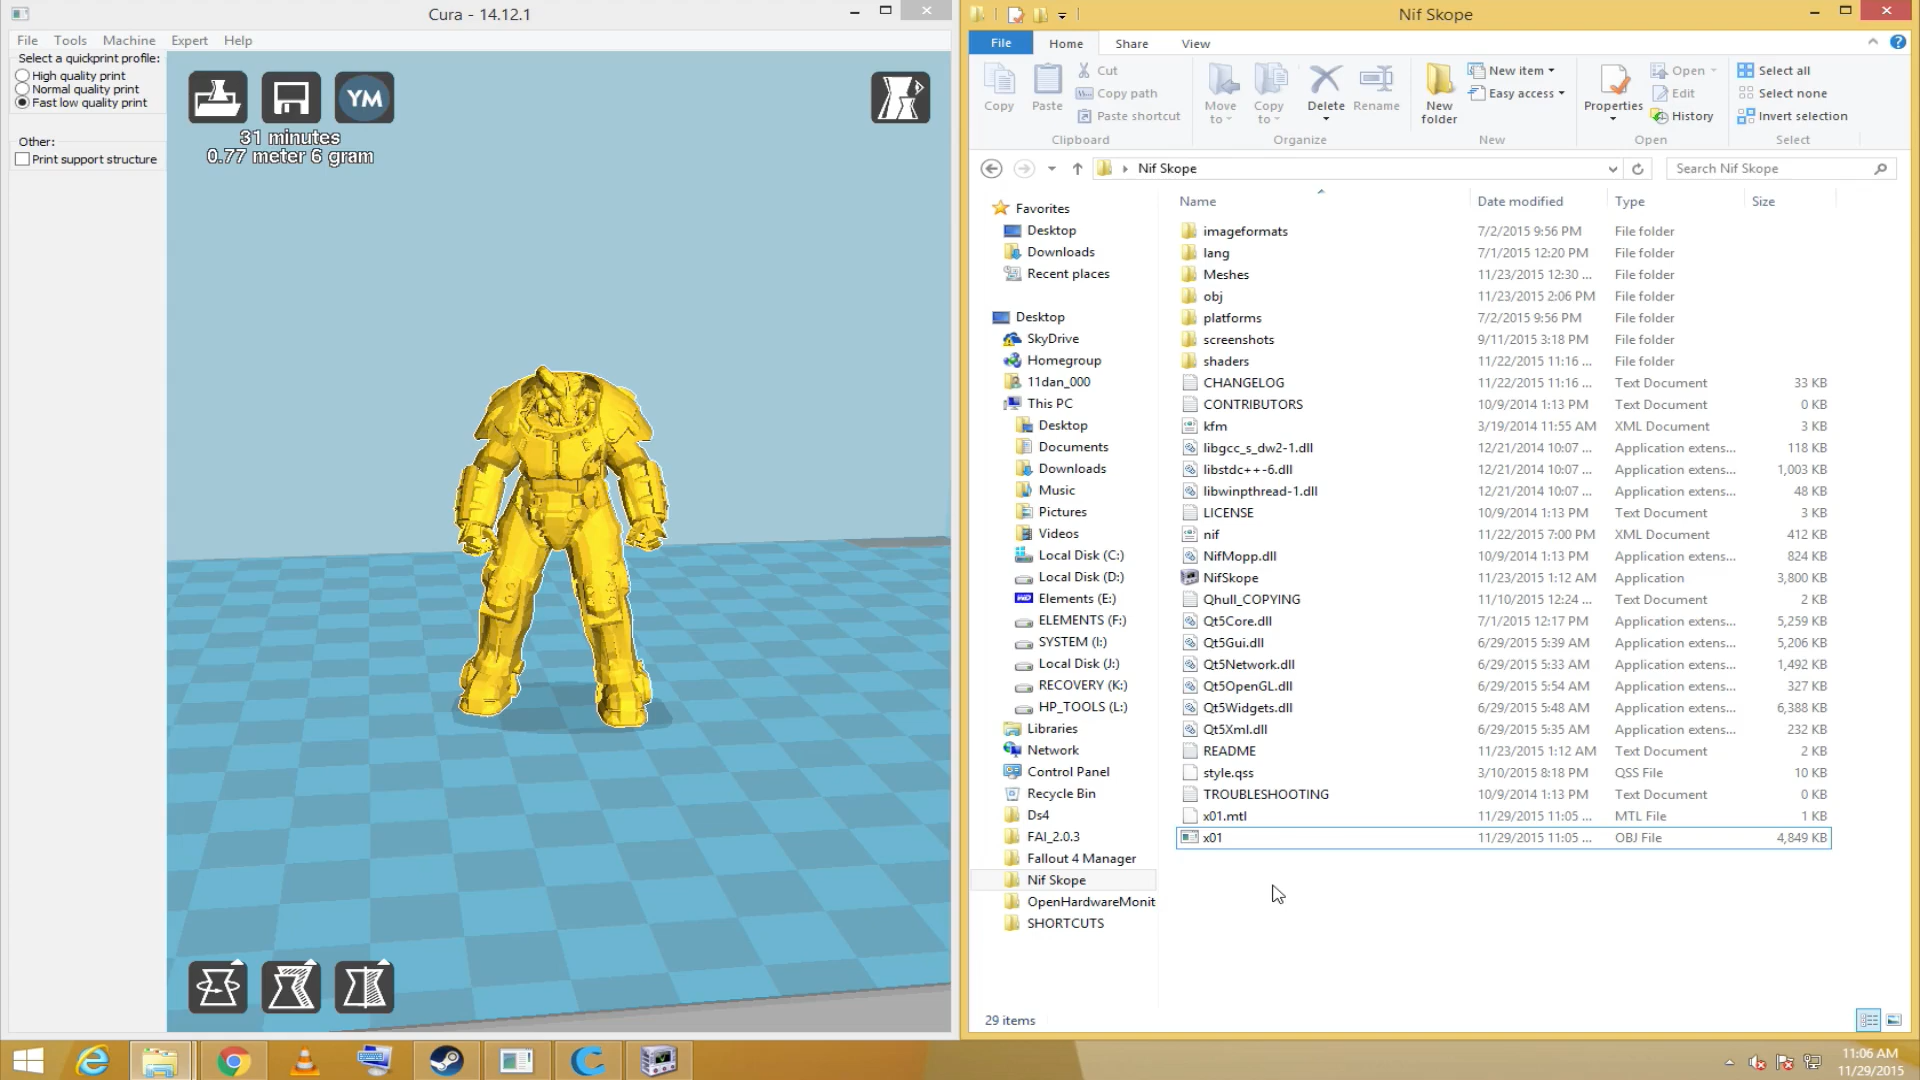 Cura - 14.12.1
File Tools Machine Expert Help
Select a quickprint profile:
High quality print
Normal quality print
Fast low quality print
Other:
Print support structure
YM
31 minutes
0.77 meter 6 gram
Nif Skope
File Home Share View
Copy
Paste
Cut
Copy path
Paste shortcut
Clipboard
Move to
Copy to
Delete
Rename
Organize
New folder
New item
Easy access
New
Properties
Open
Edit
History
Open
Select all
Select none
Invert selection
Select
Nif Skope
Search Nif Skope
Favorites
Desktop
Downloads
Recent places
Desktop
SkyDrive
Homegroup
11dan_000
This PC
Desktop
Documents
Downloads
Music
Pictures
Videos
Local Disk (C:)
Local Disk (D:)
Elements (E:)
ELEMENTS (F:)
SYSTEM (I:)
Local Disk (J:)
RECOVERY (K:)
HP_TOOLS (L:)
Libraries
Network
Control Panel
Recycle Bin
Ds4
FAI_2.0.3
Fallout 4 Manager
Nif Skope
OpenHardwareMonit
SHORTCUTS
Name Date modified Type Size
imageformats 7/2/2015 9:56 PM File folder
lang 7/1/2015 12:20 PM File folder
Meshes 11/23/2015 12:30 ... File folder
obj 11/23/2015 2:06 PM File folder
platforms 7/2/2015 9:56 PM File folder
screenshots 9/11/2015 3:18 PM File folder
shaders 11/22/2015 11:16 ... File folder
CHANGELOG 11/22/2015 11:16 ... Text Document 33 KB
CONTRIBUTORS 10/9/2014 1:13 PM Text Document 0 KB
kfm 3/19/2014 11:55 AM XML Document 3 KB
libgcc_s_dw2-1.dll 12/21/2014 10:07 ... Application extens... 118 KB
libstdc++-6.dll 12/21/2014 10:07 ... Application extens... 1,003 KB
libwinpthread-1.dll 12/21/2014 10:07 ... Application extens... 48 KB
LICENSE 10/9/2014 1:13 PM Text Document 3 KB
nif 11/22/2015 7:00 PM XML Document 412 KB
NifMopp.dll 10/9/2014 1:13 PM Application extens... 824 KB
NifSkope 11/23/2015 1:12 AM Application 3,800 KB
Qhull_COPYING 11/10/2015 12:24 ... Text Document 2 KB
Qt5Core.dll 7/1/2015 12:17 PM Application extens... 5,259 KB
Qt5Gui.dll 6/29/2015 5:39 AM Application extens... 5,206 KB
Qt5Network.dll 6/29/2015 5:33 AM Application extens... 1,492 KB
Qt5OpenGL.dll 6/29/2015 5:54 AM Application extens... 327 KB
Qt5Widgets.dll 6/29/2015 5:48 AM Application extens... 6,388 KB
Qt5Xml.dll 6/29/2015 5:35 AM Application extens... 232 KB
README 11/23/2015 1:12 AM Text Document 2 KB
style.qss 3/10/2015 8:18 PM QSS File 10 KB
TROUBLESHOOTING 10/9/2014 1:13 PM Text Document 0 KB
x01.mtl 11/29/2015 11:05 ... MTL File 1 KB
x01 11/29/2015 11:05 ... OBJ File 4,849 KB
29 items
11:06 AM
11/29/2015